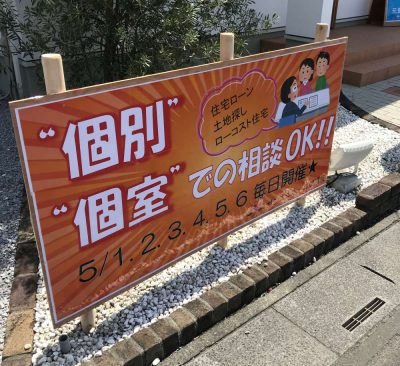 "個別"
住宅ローン
土地探し
ローコスト住宅
"個室"での相談OK!!
5/1.2.3.4.5.6毎日開催★